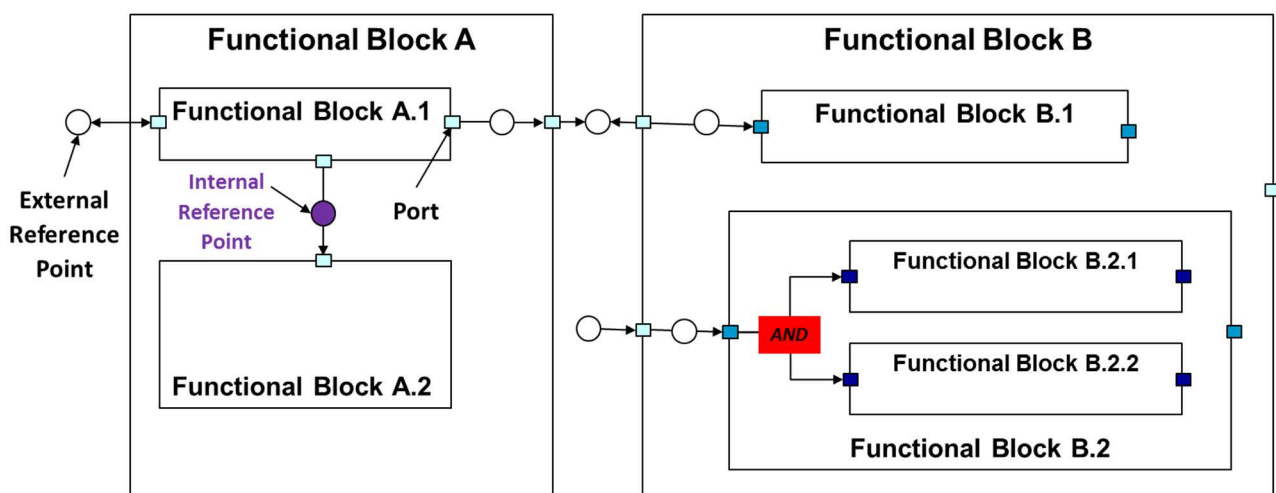 Functional Block A
Functional Block B
Functional Block A.1
Functional Block B.1
External
Reference
Point
Internal
Reference
Point
Port
Functional Block A.2
Functional Block B.2.1
AND
Functional Block B.2.2
Functional Block B.2